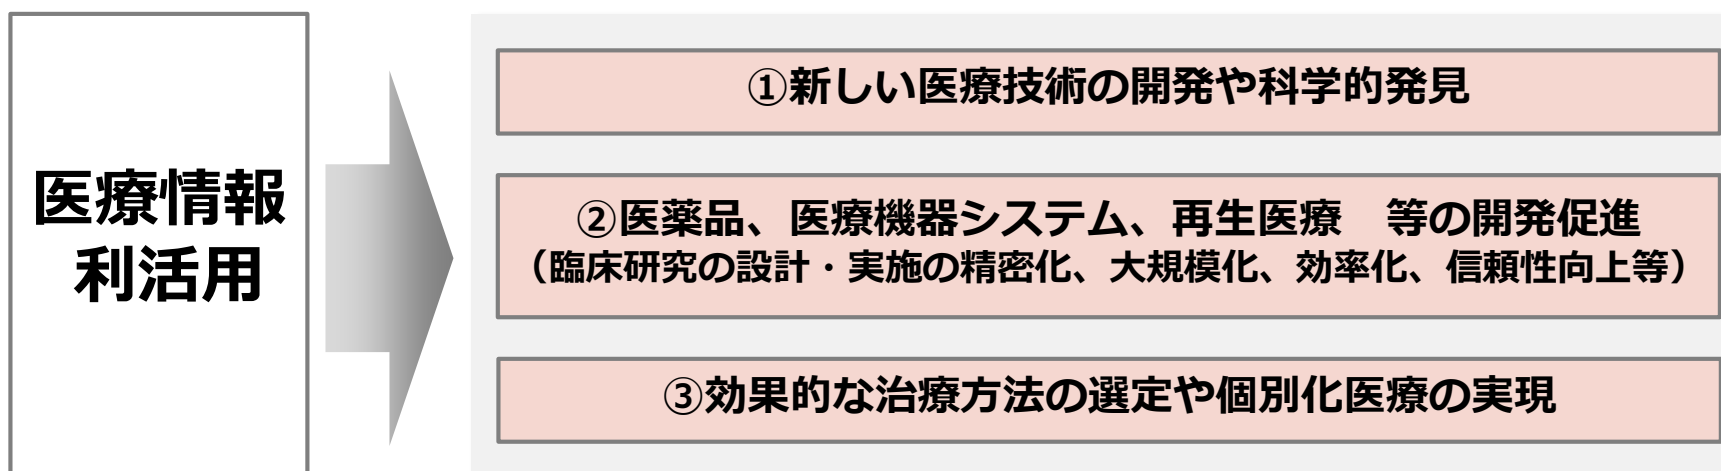 医療情報
利活用
①新しい医療技術の開発や科学的発見
②医薬品、医療機器システム、再生医療　等の開発促進
（臨床研究の設計・実施の精密化、大規模化、効率化、信頼性向上等）
③効果的な治療方法の選定や個別化医療の実現